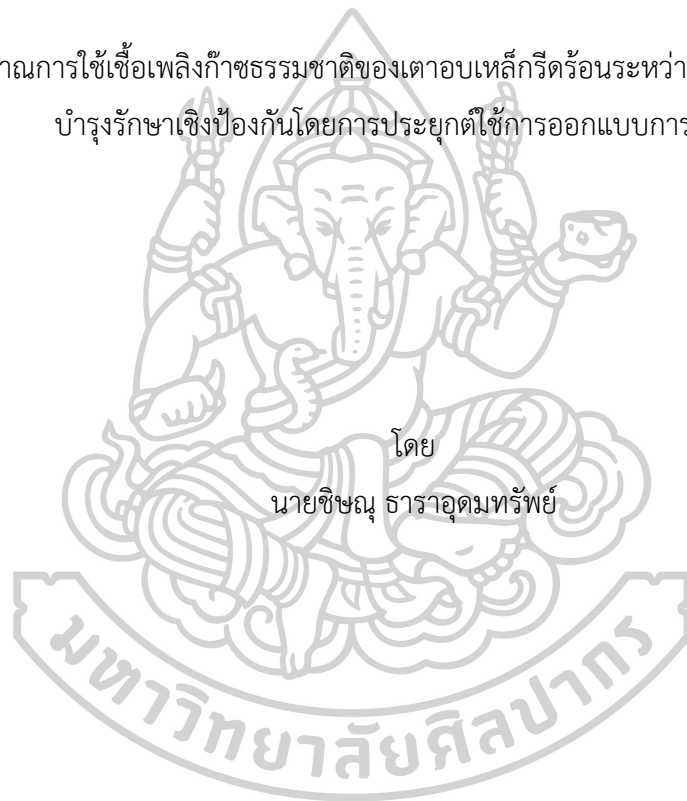 าณการใช้เชื้อเพลิงก๊าซธรรมชาติของเตาอบเหล็กรีดร้อนระหว่า
บำรุงรักษาเชิงป้องกันโดยการประยุกต์ใช้การออกแบบการ
โดย
นายชิษณุ ธาราอุดมทรัพย์
มหาวิทยาลัยศิลปากร